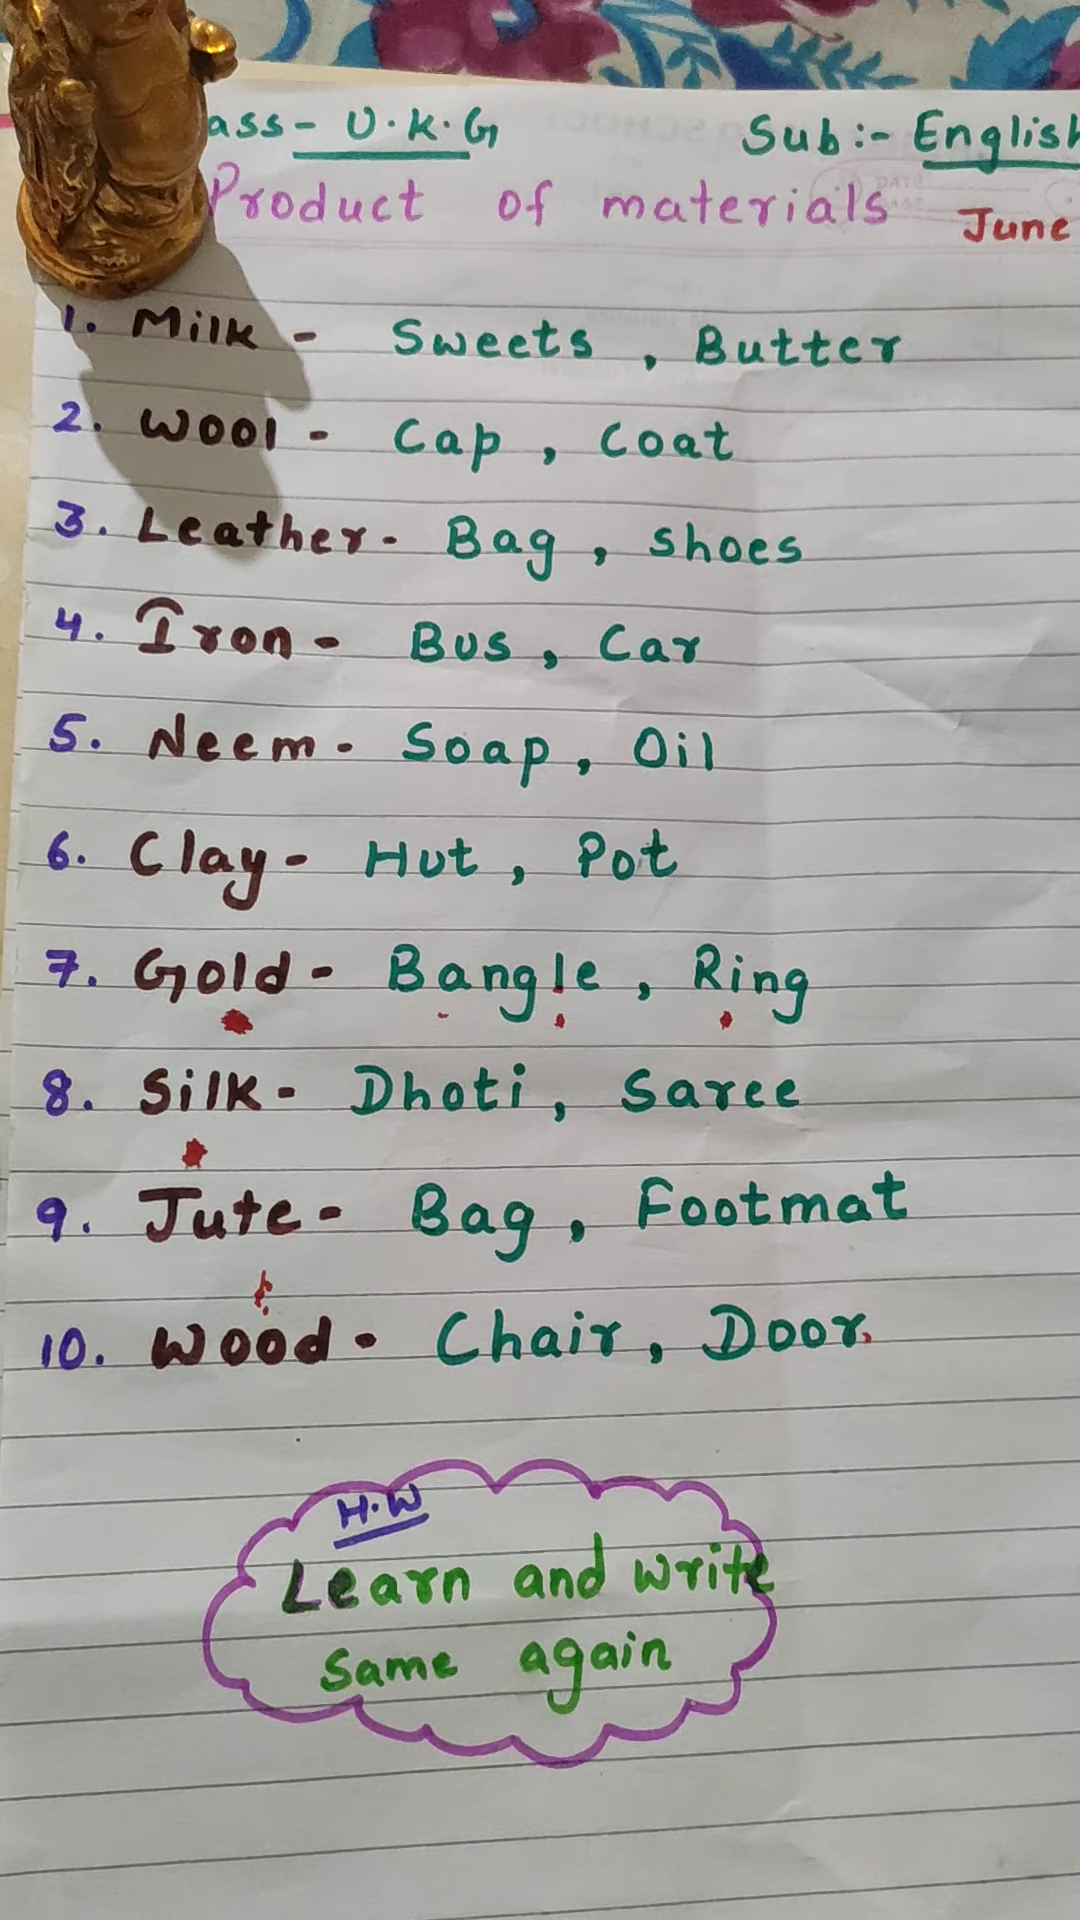 ass- U.K.G Sub:- English
Product of materials June
1. Milk - Sweets, Butter
2. Wool - Cap, Coat
3. Leather- Bag, Shoes
4. Iron- Bus, Car
5. Neem- Soap, Oil
6. Clay- Hut, Pot
7. Gold- Bangle, Ring
8. Silk- Dhoti, Saree
9. Jute- Bag, Footmat
10. Wood- Chair, Door.
H.W
Learn and write
same again